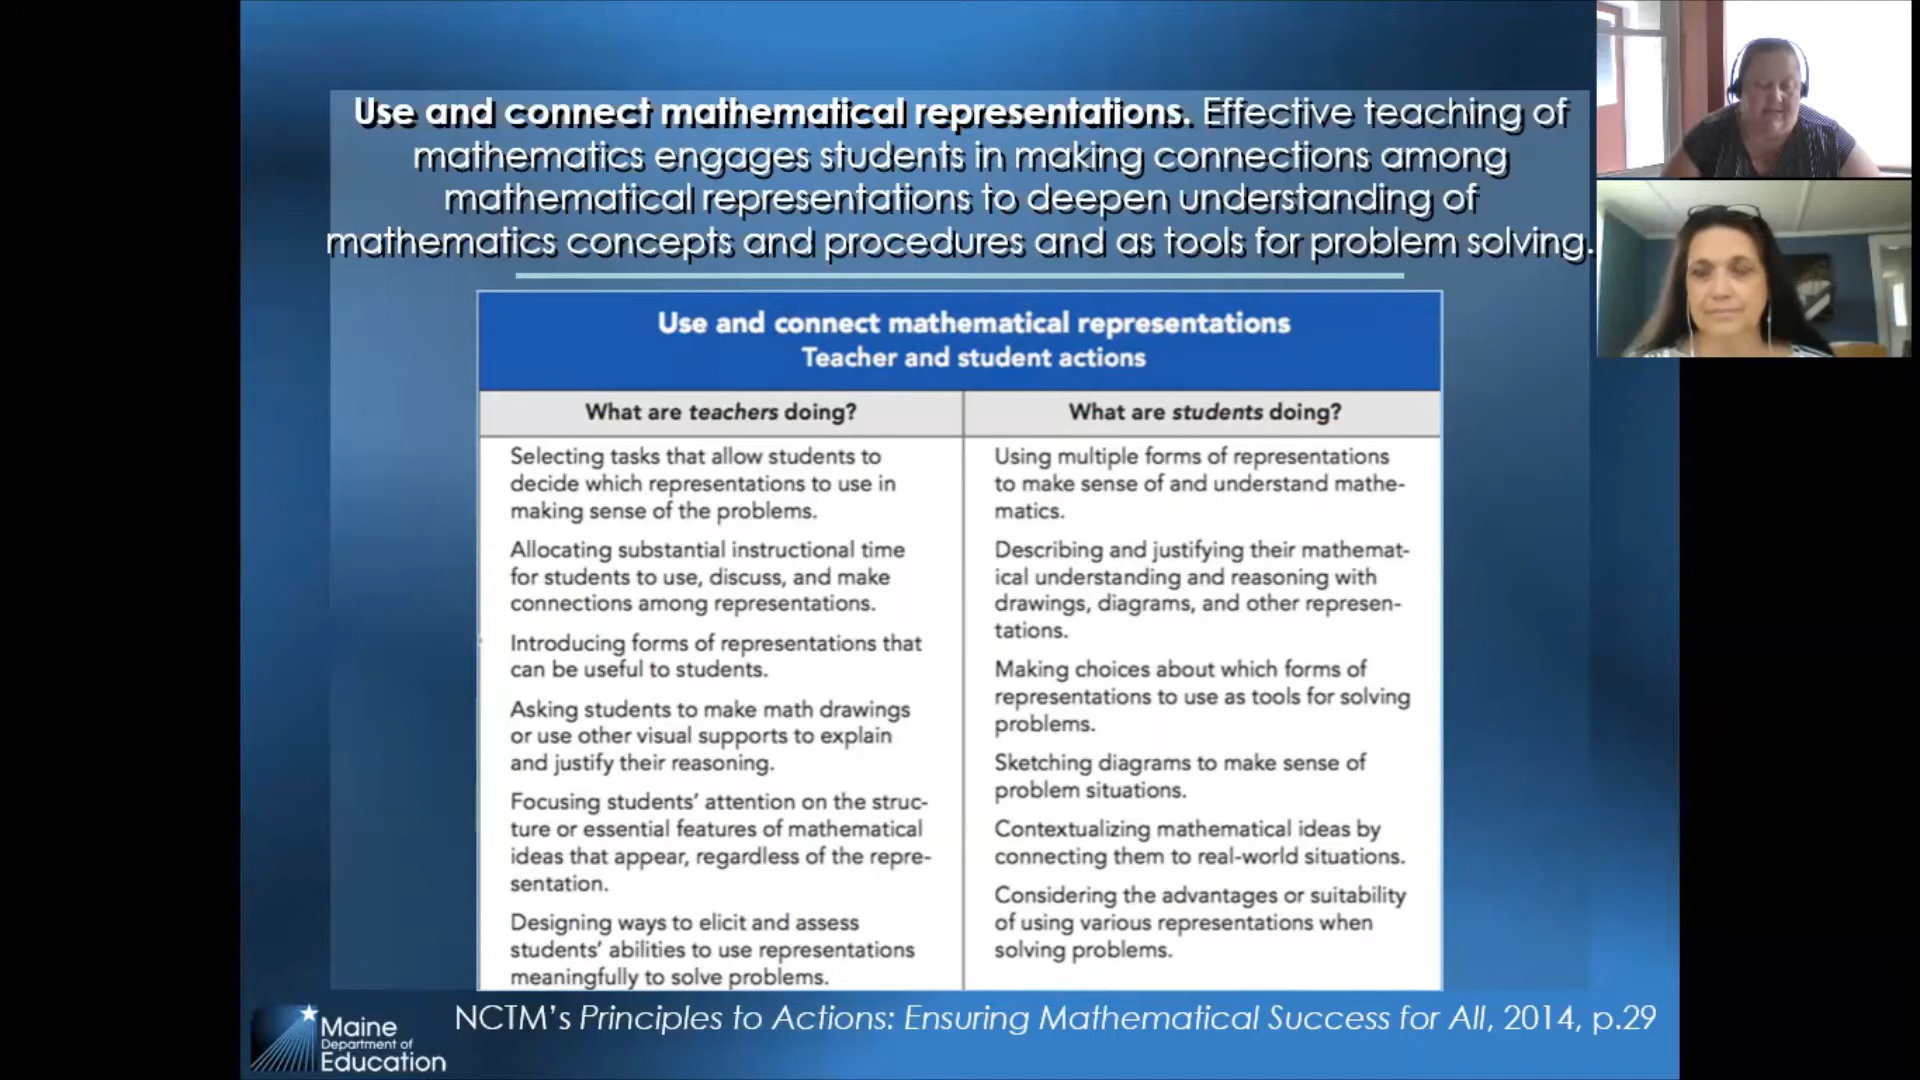 Use and connect mathematical representations. Effective teaching of
mathematics engages students in making connections among
mathematical representations to deepen understanding of
mathematics concepts and procedures and as tools for problem solving.
Use and connect mathematical representations
Teacher and student actions
What are teachers doing?
Selecting tasks that allow students to
decide which representations to use in
making sense of the problems.
Allocating substantial instructional time
for students to use, discuss, and make
connections among representations.
Introducing forms of representations that
can be useful to students.
Asking students to make math drawings
or use other visual supports to explain
and justify their reasoning.
Focusing students' attention on the struc-
ture or essential features of mathematical
ideas that appear, regardless of the repre-
sentation.
Designing ways to elicit and assess
students' abilities to use representations
meaningfully to solve problems.
What are students doing?
Using multiple forms of representations
to make sense of and understand mathe-
matics.
Describing and justifying their mathemat-
ical understanding and reasoning with
drawings, diagrams, and other represen-
tations.
Making choices about which forms of
representations to use as tools for solving
problems.
Sketching diagrams to make sense of
problem situations.
Contextualizing mathematical ideas by
connecting them to real-world situations.
Considering the advantages or suitability
of using various representations when
solving problems.
Maine
Department of
Education
NCTM's Principles to Actions: Ensuring Mathematical Success for All, 2014, p.29